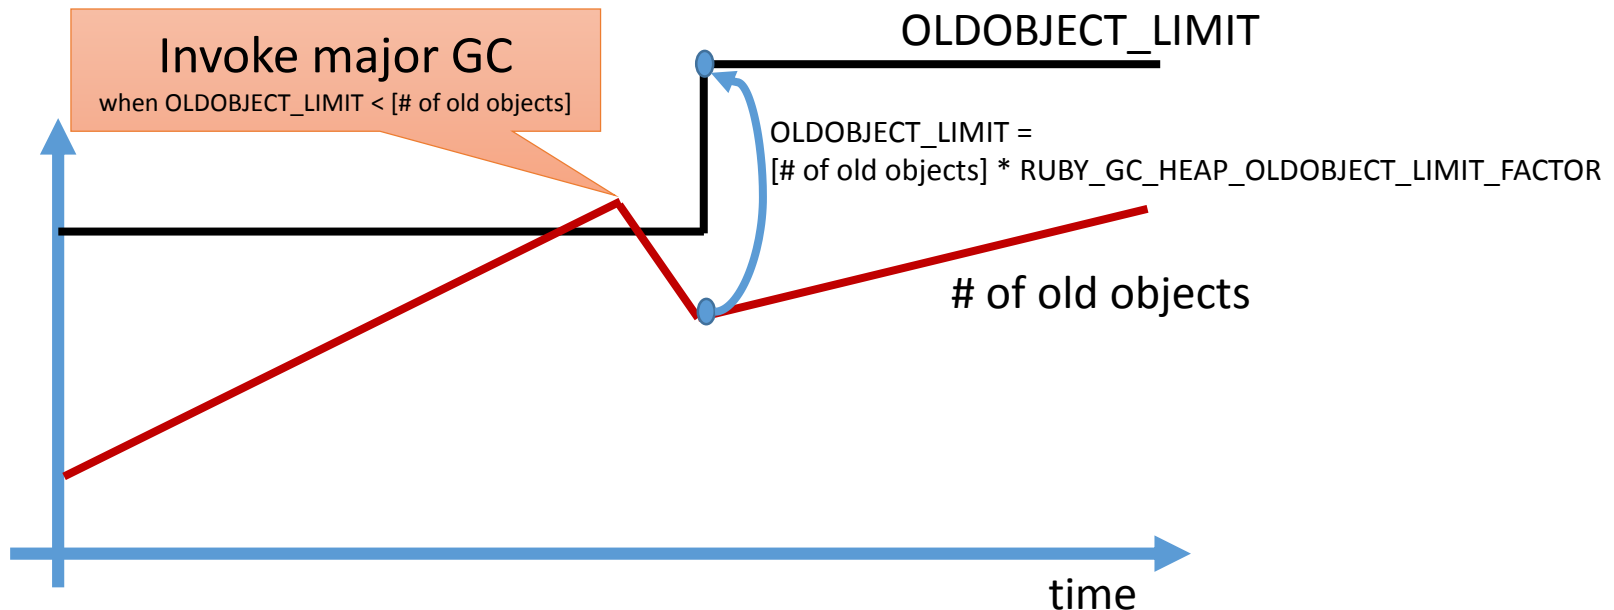 Invoke major GC
when OLDOBJECT_LIMIT < [# of old objects]
OLDOBJECT_LIMIT
OLDOBJECT_LIMIT =
[# of old objects] * RUBY_GC_HEAP_OLDOBJECT_LIMIT_FACTOR
# of old objects
time